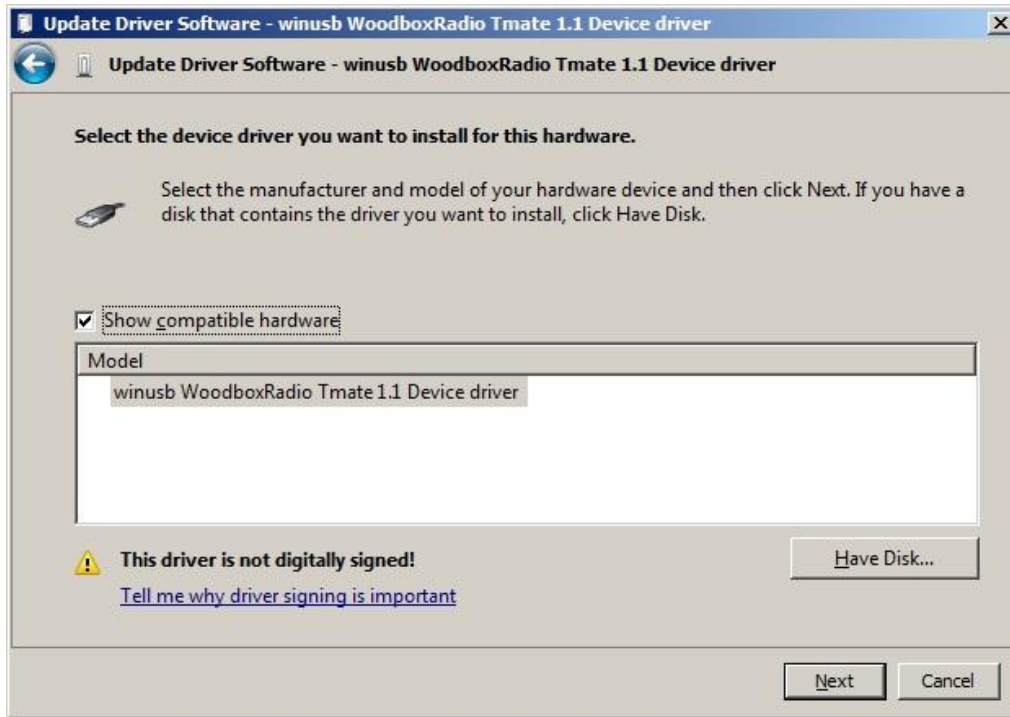 Update Driver Software - winusb WoodboxRadio Tmate 1.1 Device driver
Update Driver Software - winusb WoodboxRadio Tmate 1.1 Device driver
Select the device driver you want to install for this hardware.
Select the manufacturer and model of your hardware device and then click Next. If you have a
disk that contains the driver you want to install, click Have Disk.
Show compatible hardware
Model
winusb WoodboxRadio Tmate 1.1 Device driver
This driver is not digitally signed!
Have Disk...
Tell me why driver signing is important
Next
Cancel